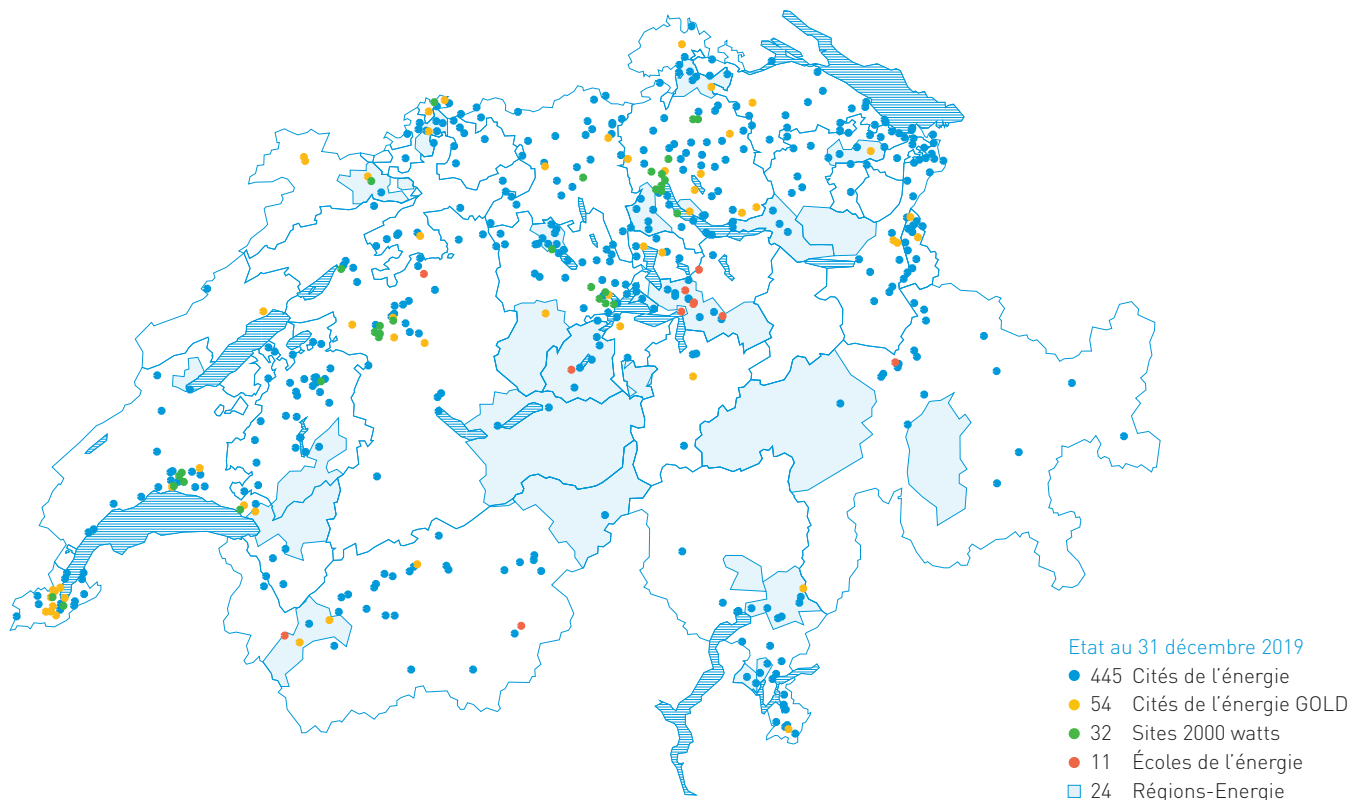 Etat au 31 décembre 2019
445 Cités de l'énergie
54 Cités de l'énergie GOLD
32 Sites 2000 watts
11 Écoles de l'énergie
24 Régions-Energie